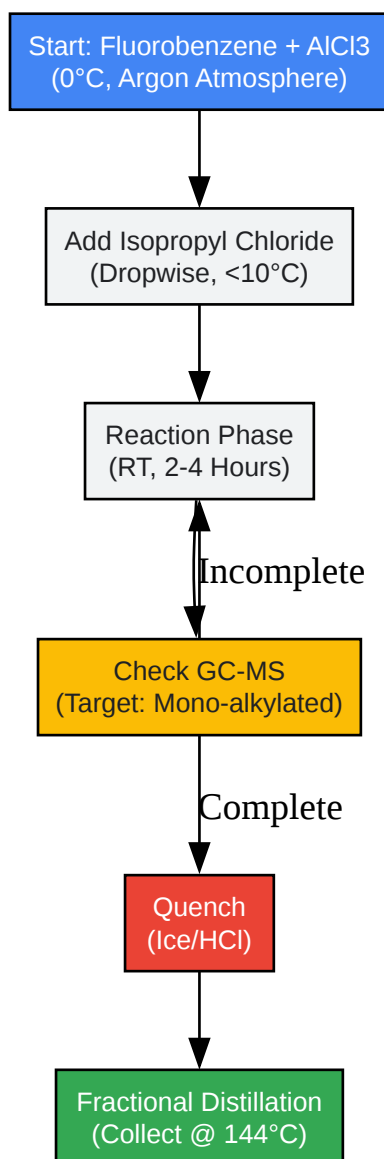 Start: Fluorobenzene + AlCl3
(0°C, Argon Atmosphere)
Add Isopropyl Chloride
(Dropwise, <10°C)
Reaction Phase
(RT, 2-4 Hours)
Incomplete
Check GC-MS
(Target: Mono-alkylated)
Complete
Quench
(Ice/HCl)
Fractional Distillation
(Collect @ 144°C)